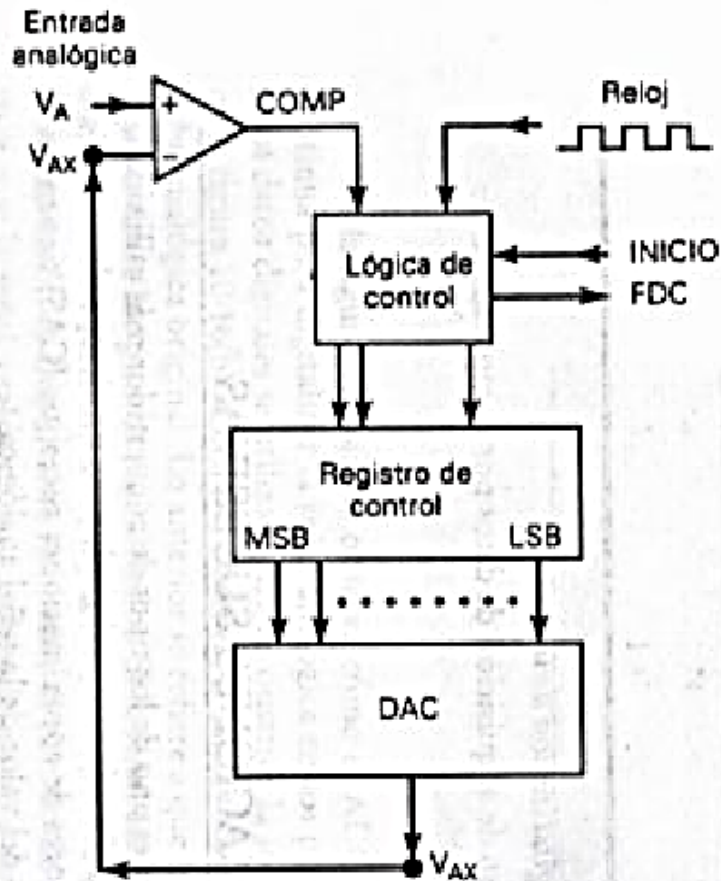 Entrada
analógica
V_A
+
COMP
Reloj
V_AX
−
Lógica de
control
INICIO
FDC
Registro de
control
MSB
LSB
DAC
V_AX